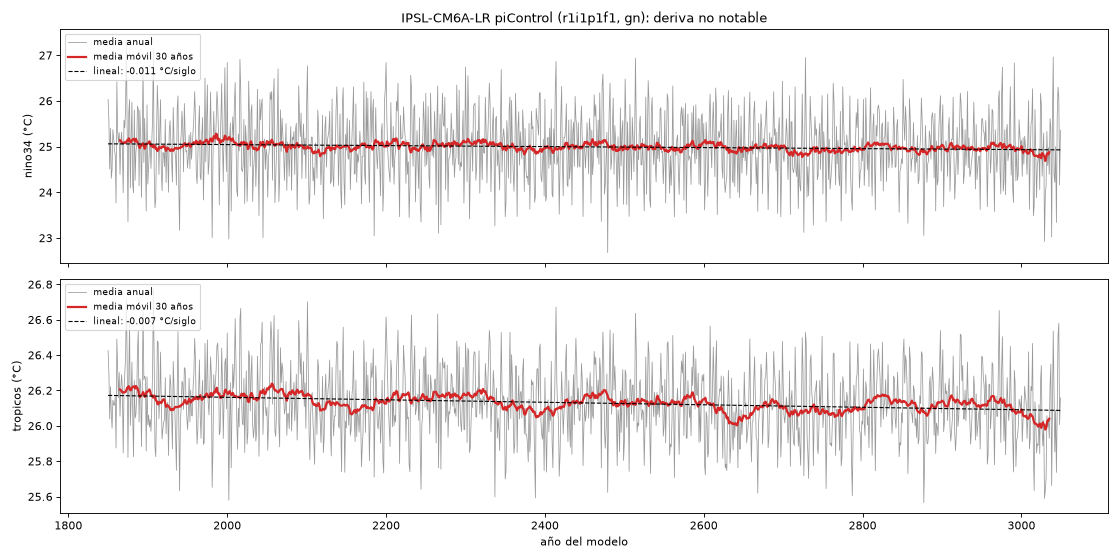 IPSL-CM6A-LR piControl (r1i1p1f1, gn): deriva no notable
media anual
media móvil 30 años
lineal: -0.011 °C/siglo
nino34 (°C)
27
26
25
24
23
media anual
media móvil 30 años
lineal: -0.007 °C/siglo
tropicos (°C)
26.8
26.6
26.4
26.2
26.0
25.8
25.6
1800
2000
2200
2400
2600
2800
3000
año del modelo